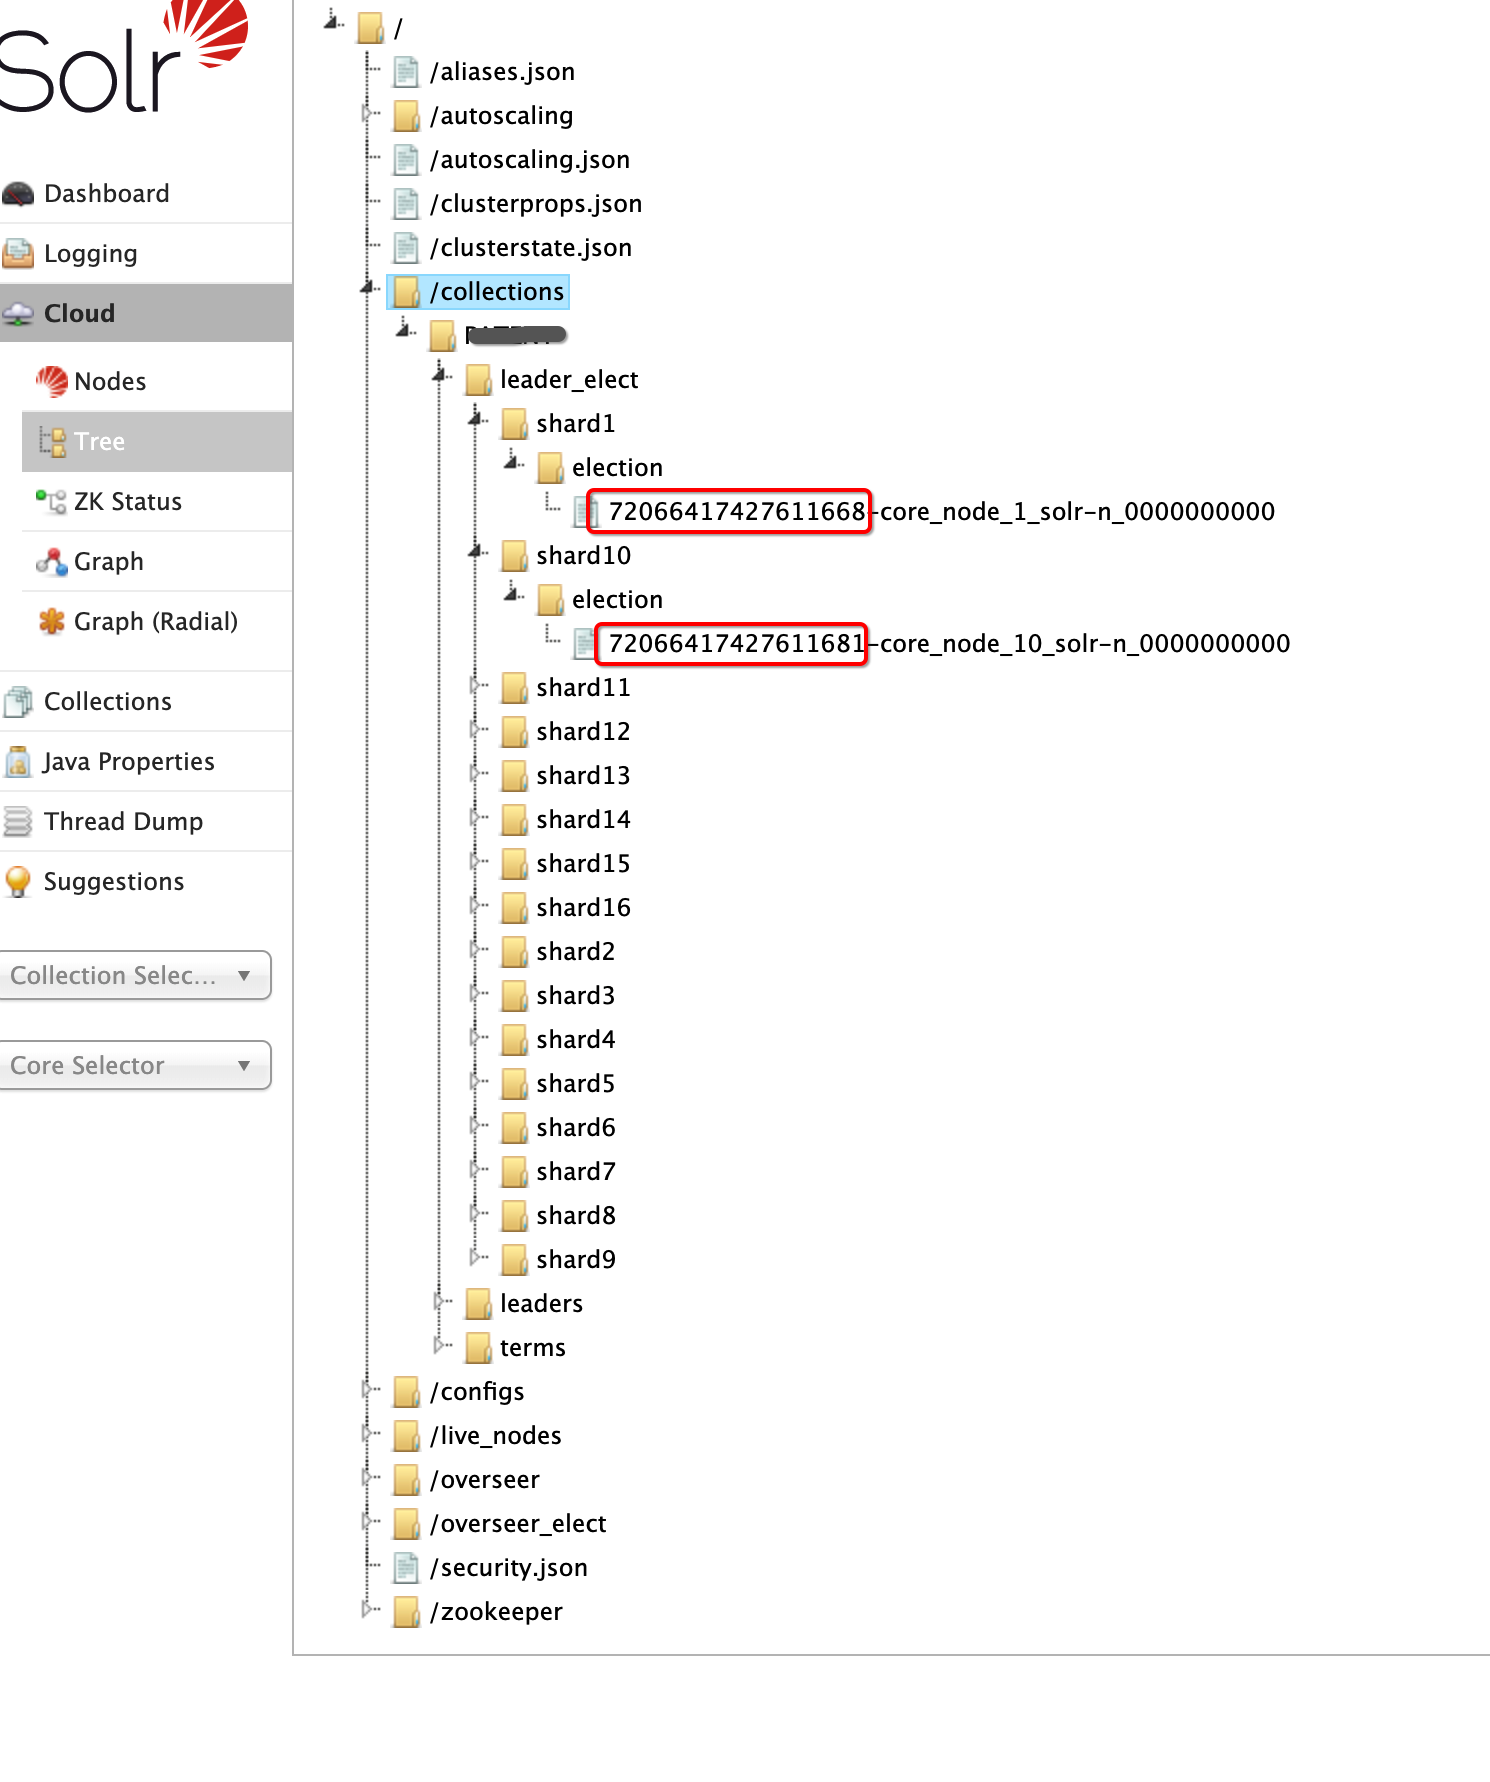 Solr
Dashboard
Logging
Cloud
Nodes
Tree
ZK Status
Graph
Graph (Radial)
Collections
Java Properties
Thread Dump
Suggestions
Collection Selec...
Core Selector
/
/aliases.json
/autoscaling
/autoscaling.json
/clusterprops.json
/clusterstate.json
/collections
leader_elect
shard1
election
72066417427611668-core_node_1_solr-n_0000000000
shard10
election
72066417427611681-core_node_10_solr-n_0000000000
shard11
shard12
shard13
shard14
shard15
shard16
shard2
shard3
shard4
shard5
shard6
shard7
shard8
shard9
leaders
terms
/configs
/live_nodes
/overseer
/overseer_elect
/security.json
/zookeeper